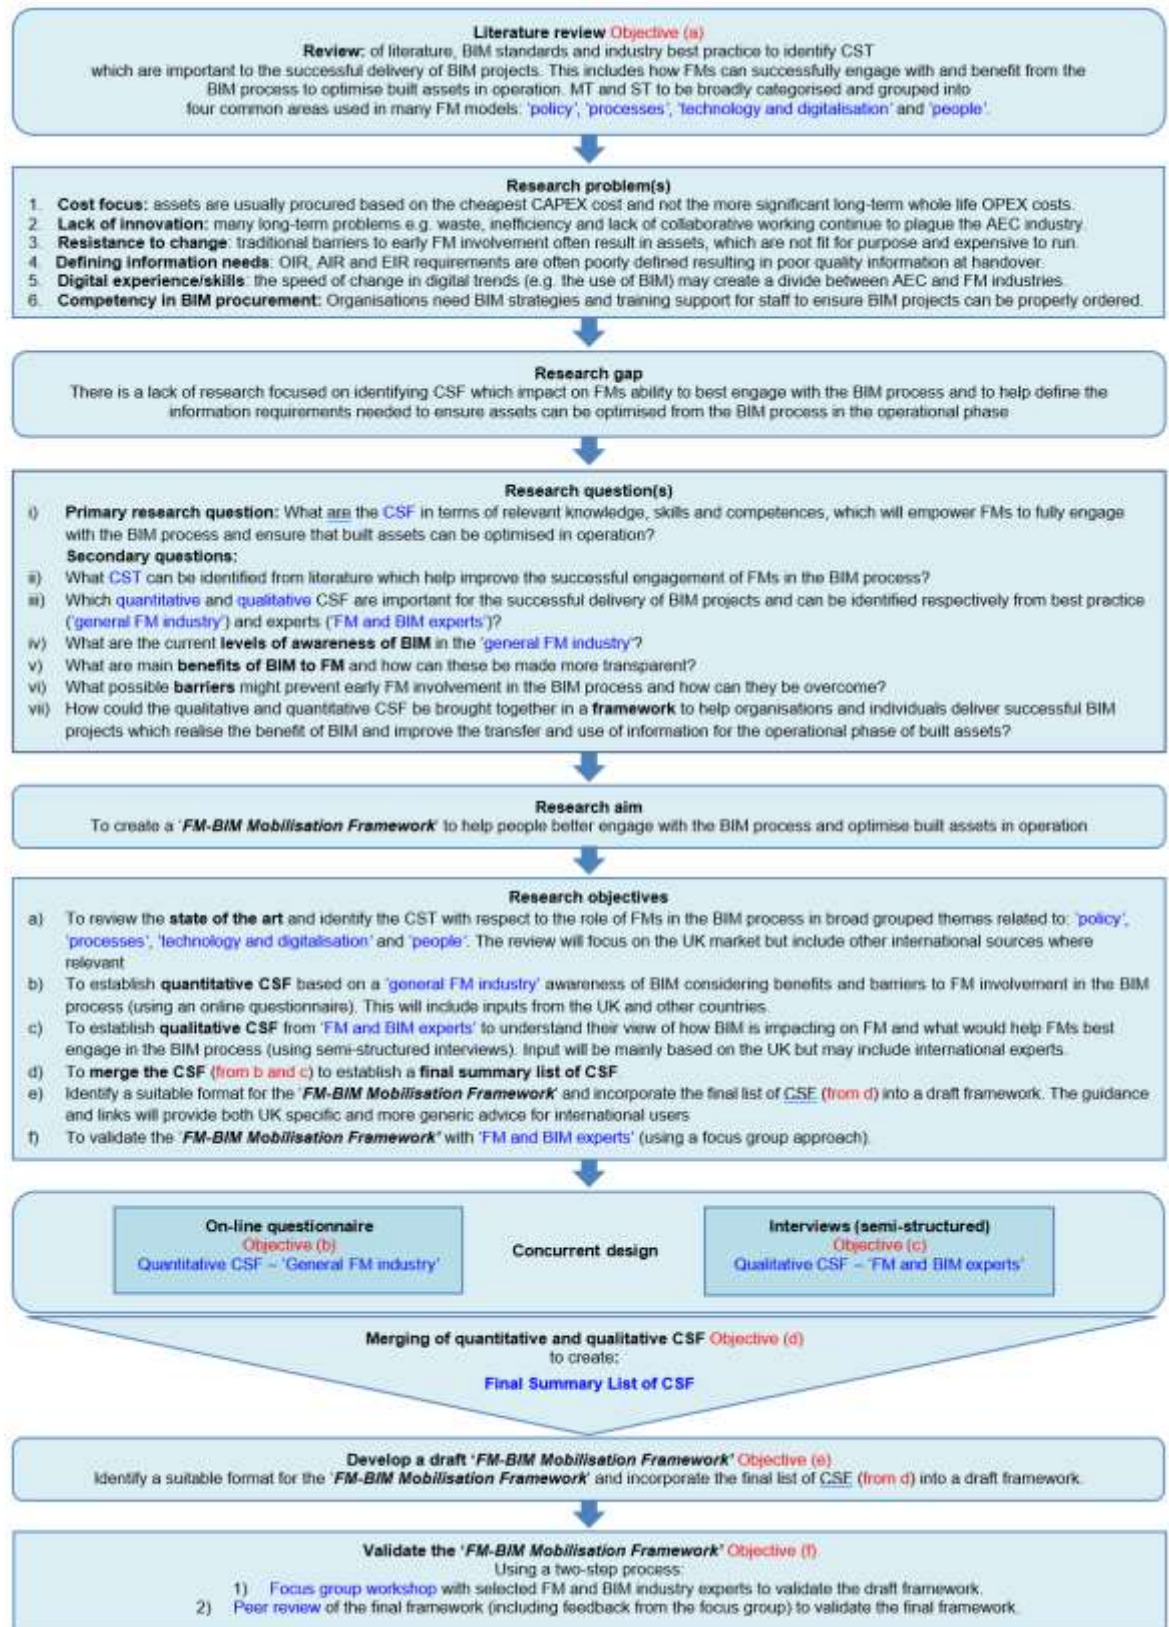 Literature review Objective (a)
Review: of literature, BIM standards and industry best practice to identify CST
which are important to the successful delivery of BIM projects. This includes how FMs can successfully engage with and benefit from the
BIM process to optimise built assets in operation. MT and ST to be broadly categorised and grouped into
four common areas used in many FM models: 'policy', 'processes', 'technology and digitalisation' and 'people'.
Research problem(s)
1. Cost focus: assets are usually procured based on the cheapest CAPEX cost and not the more significant long-term whole life OPEX costs.
2. Lack of innovation: many long-term problems e.g. waste, inefficiency and lack of collaborative working continue to plague the AEC industry.
3. Resistance to change: traditional barriers to early FM involvement often result in assets, which are not fit for purpose and expensive to run.
4. Defining information needs: OIR, AIR and EIR requirements are often poorly defined resulting in poor quality information at handover.
5. Digital experience/skills: the speed of change in digital trends (e.g. the use of BIM) may create a divide between AEC and FM industries.
6. Competency in BIM procurement: Organisations need BIM strategies and training support for staff to ensure BIM projects can be properly ordered.
Research gap
There is a lack of research focused on identifying CSF which impact on FMs ability to best engage with the BIM process and to help define the
information requirements needed to ensure assets can be optimised from the BIM process in the operational phase
Research question(s)
i) Primary research question: What are the CSF in terms of relevant knowledge, skills and competences, which will empower FMs to fully engage
with the BIM process and ensure that built assets can be optimised in operation?
Secondary questions:
ii) What CST can be identified from literature which help improve the successful engagement of FMs in the BIM process?
iii) Which quantitative and qualitative CSF are important for the successful delivery of BIM projects and can be identified respectively from best practice
('general FM industry') and experts ('FM and BIM experts')?
iv) What are the current levels of awareness of BIM in the 'general FM industry'?
v) What are main benefits of BIM to FM and how can these be made more transparent?
vi) What possible barriers might prevent early FM involvement in the BIM process and how can they be overcome?
vii) How could the qualitative and quantitative CSF be brought together in a framework to help organisations and individuals deliver successful BIM
projects which realise the benefit of BIM and improve the transfer and use of information for the operational phase of built assets?
Research aim
To create a 'FM-BIM Mobilisation Framework' to help people better engage with the BIM process and optimise built assets in operation
Research objectives
a) To review the state of the art and identify the CST with respect to the role of FMs in the BIM process in broad grouped themes related to: 'policy',
'processes', 'technology and digitalisation' and 'people'. The review will focus on the UK market but include other international sources where
relevant
b) To establish quantitative CSF based on a 'general FM industry' awareness of BIM considering benefits and barriers to FM involvement in the BIM
process (using an online questionnaire). This will include inputs from the UK and other countries.
c) To establish qualitative CSF from 'FM and BIM experts' to understand their view of how BIM is impacting on FM and what would help FMs best
engage in the BIM process (using semi-structured interviews). Input will be mainly based on the UK but may include international experts.
d) To merge the CSF (from b and c) to establish a final summary list of CSF
e) Identify a suitable format for the 'FM-BIM Mobilisation Framework' and incorporate the final list of CSF (from d) into a draft framework. The guidance
and links will provide both UK specific and more generic advice for international users
f) To validate the 'FM-BIM Mobilisation Framework' with 'FM and BIM experts' (using a focus group approach).
On-line questionnaire
Objective (b)
Quantitative CSF – 'General FM industry'
Concurrent design
Interviews (semi-structured)
Objective (c)
Qualitative CSF – 'FM and BIM experts'
Merging of quantitative and qualitative CSF Objective (d)
to create:
Final Summary List of CSF
Develop a draft 'FM-BIM Mobilisation Framework' Objective (e)
Identify a suitable format for the 'FM-BIM Mobilisation Framework' and incorporate the final list of CSF (from d) into a draft framework.
Validate the 'FM-BIM Mobilisation Framework' Objective (f)
Using a two-step process:
1) Focus group workshop with selected FM and BIM industry experts to validate the draft framework.
2) Peer review of the final framework (including feedback from the focus group) to validate the final framework.